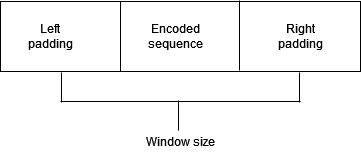 Left
padding
Encoded
sequence
Right
padding
Window size